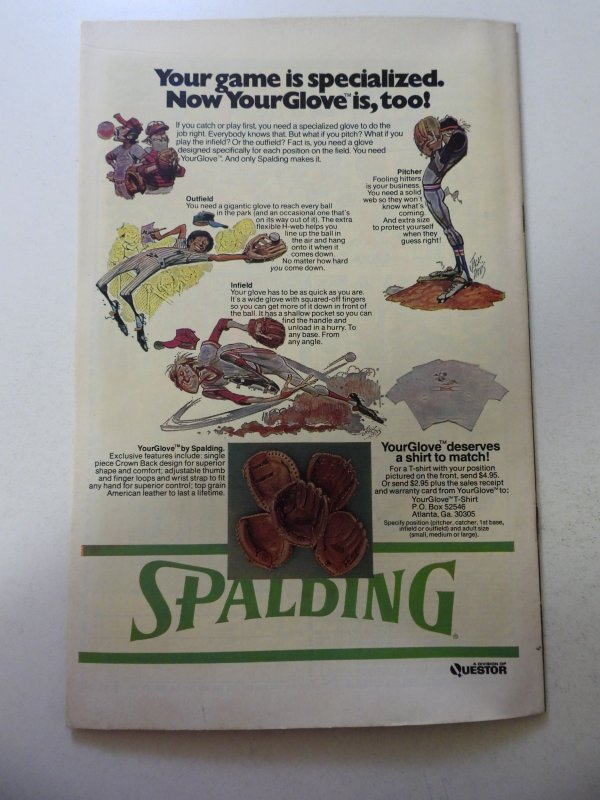 Your game is specialized.
Now YourGlove™ is, too!
If you catch or play first, you need a specialized glove to do the
job right. Everybody knows that. But what if you pitch? What if you
play the infield? Or the outfield? Fact is, you need a glove
designed specifically for each position on the field. You need
YourGlove™. And only Spalding makes it.
Pitcher
Fooling hitters
is your business.
You need a solid
web so they won't
know what's
coming.
And extra size
to protect yourself
when they
guess right!
Outfield
You need a gigantic glove to reach every ball
in the park (and an occasional one that's
on its way out of it). The extra
flexible H-web helps you
line up the ball in
the air and hang
onto it when it
comes down.
No matter how hard
you come down.
Infield
Your glove has to be as quick as you are.
It's a wide glove with squared-off fingers
so you can get more of it down in front of
the ball. It has a shallow pocket so you can
find the handle and
unload in a hurry. To
any base. From
any angle.
YourGlove™ by Spalding.
Exclusive features include: single
piece Crown Back design for superior
shape and comfort; adjustable thumb
and finger loops and wrist strap to fit
any hand for superior control; top grain
American leather to last a lifetime.
YourGlove™ deserves
a shirt to match!
For a T-shirt with your position
pictured on the front, send $4.95.
Or send $2.95 plus the sales receipt
and warranty card from YourGlove™ to:
YourGlove™ T-Shirt
P.O. Box 52546
Atlanta, Ga. 30305
Specify position (pitcher, catcher, 1st base,
infield or outfield) and adult size
(small, medium or large).
SPALDING®
A DIVISION OF
QUESTOR